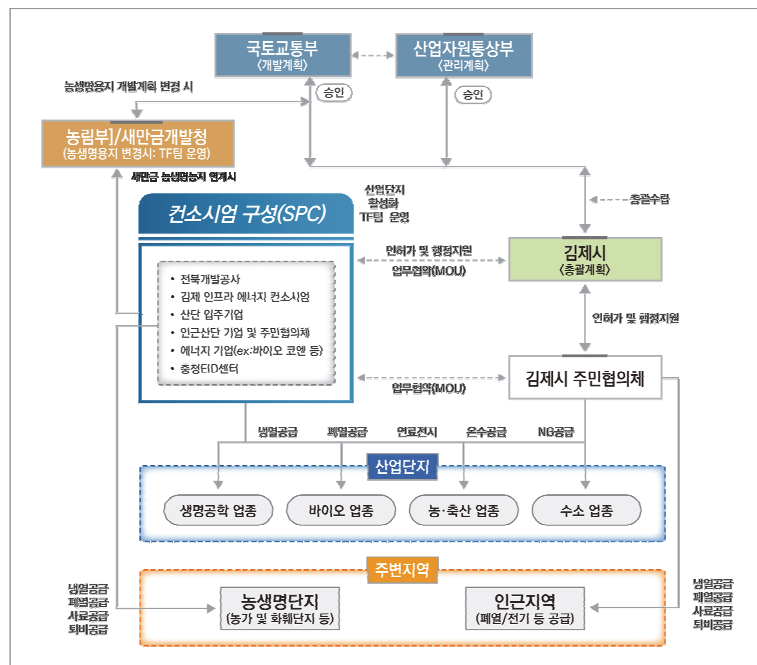 국토교통부
〈개발계획〉
산업자원통상부
〈관리계획〉
농생명용지 개발계획 변경 시
승인
승인
농림부]/새만금개발청
(농생명용지 변경시: TF팀 운영)
새만금 농생명농지 연계시
산업단지
활성화
TF팀 운영
총괄수립
컨소시엄 구성(SPC)
• 전북개발공사
• 김제 인프라 에너지 컨소시엄
• 산단 입주기업
• 인근산단 기업 및 주민협의체
• 에너지 기업(ex:바이오 코엔 등)
• 충청EID센터
인허가 및 행정지원
업무협약(MOU)
김제시
〈총괄계획〉
인허가 및 행정지원
업무협약(MOU)
김제시 주민협의체
냉열공급
폐열공급
연료전지
온수공급
NG공급
산업단지
생명공학 업종
바이오 업종
농·축산 업종
수소 업종
주변지역
냉열공급
폐열공급
사료공급
퇴비공급
농생명단지
(농가 및 화훼단지 등)
인근지역
(폐열/전기 등 공급)
냉열공급
폐열공급
사료공급
퇴비공급